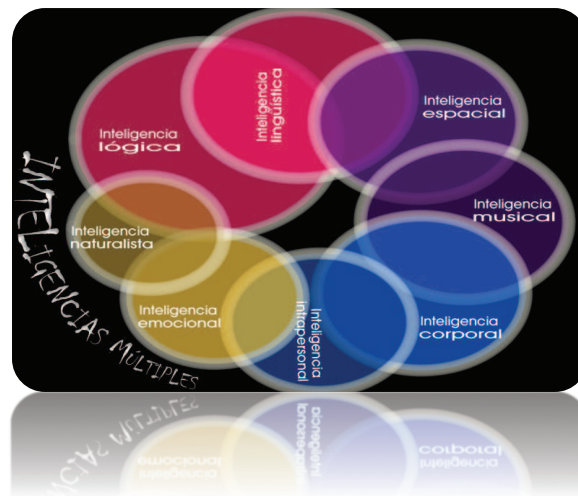 Inteligencia
lingüística
Inteligencia
espacial
Inteligencia
lógica
Inteligencia
musical
Inteligencia
naturalista
Inteligencia
emocional
Inteligencia
intrapersonal
Inteligencia
corporal
INTELIGENCIAS MÚLTIPLES